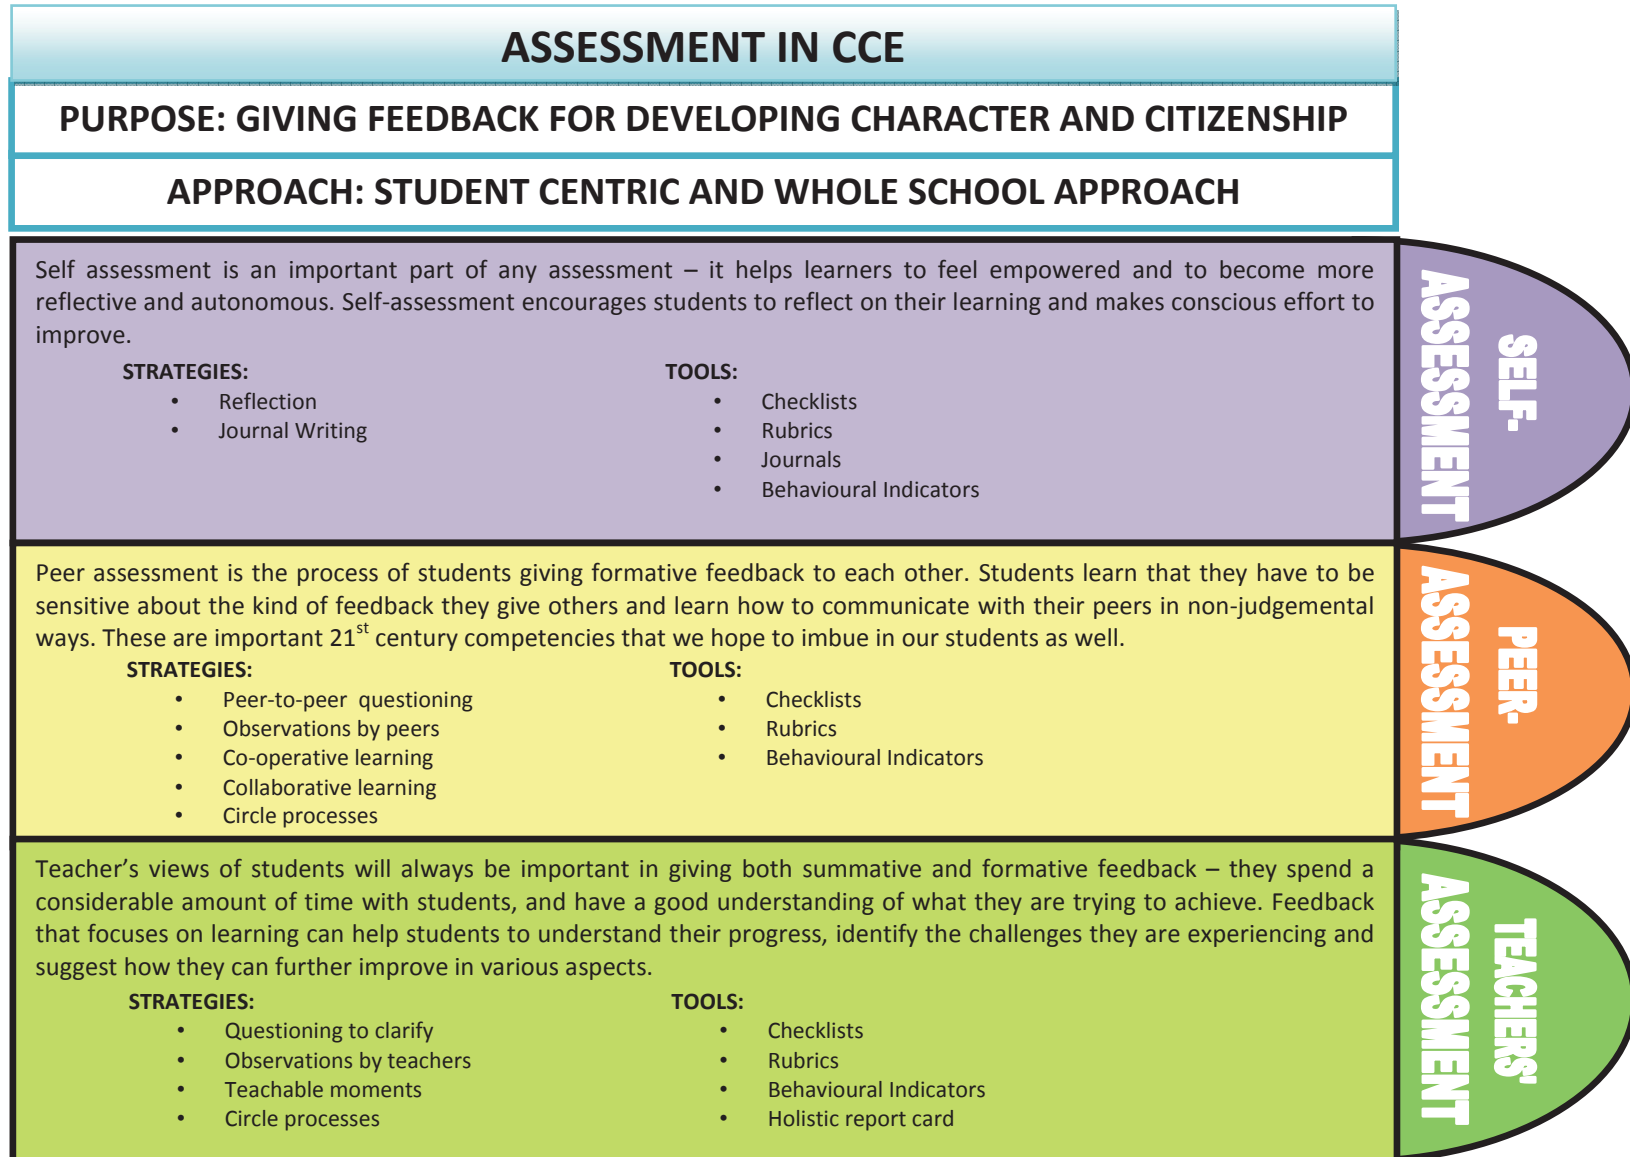 ASSESSMENT IN CCE
PURPOSE: GIVING FEEDBACK FOR DEVELOPING CHARACTER AND CITIZENSHIP
APPROACH: STUDENT CENTRIC AND WHOLE SCHOOL APPROACH
Self assessment is an important part of any assessment – it helps learners to feel empowered and to become more
reflective and autonomous. Self-assessment encourages students to reflect on their learning and makes conscious effort to
improve.
STRATEGIES:
• Reflection
• Journal Writing
TOOLS:
• Checklists
• Rubrics
• Journals
• Behavioural Indicators
SELF-
ASSESSMENT
Peer assessment is the process of students giving formative feedback to each other. Students learn that they have to be
sensitive about the kind of feedback they give others and learn how to communicate with their peers in non-judgemental
ways. These are important 21st century competencies that we hope to imbue in our students as well.
STRATEGIES:
• Peer-to-peer questioning
• Observations by peers
• Co-operative learning
• Collaborative learning
• Circle processes
TOOLS:
• Checklists
• Rubrics
• Behavioural Indicators
PEER-
ASSESSMENT
Teacher’s views of students will always be important in giving both summative and formative feedback – they spend a
considerable amount of time with students, and have a good understanding of what they are trying to achieve. Feedback
that focuses on learning can help students to understand their progress, identify the challenges they are experiencing and
suggest how they can further improve in various aspects.
STRATEGIES:
• Questioning to clarify
• Observations by teachers
• Teachable moments
• Circle processes
TOOLS:
• Checklists
• Rubrics
• Behavioural Indicators
• Holistic report card
TEACHERS'
ASSESSMENT